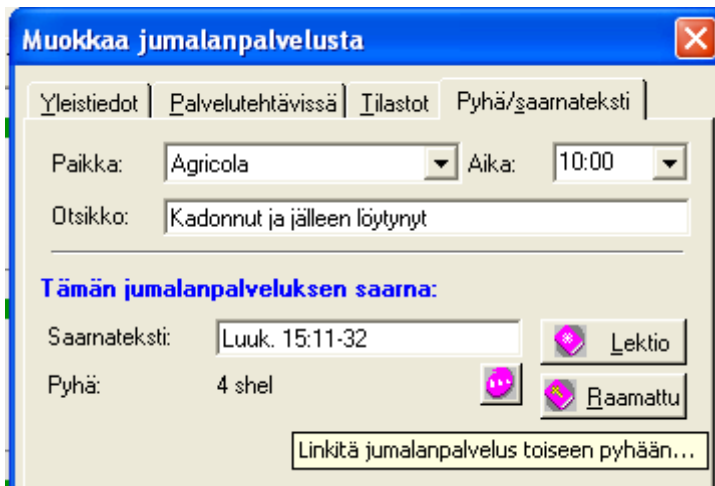 Muokkaa jumalanpalvelusta
Yleistiedot Palvelutehtävissä Tilastot Pyhä/saarnateksti
Paikka: Agricola Aika: 10:00
Otsikko: Kadonnut ja jälleen löytynyt
Tämän jumalanpalveluksen saarna:
Saarnateksti: Luuk. 15:11-32 Lektio
Pyhä: 4 shel Raamattu
Linkitä jumalanpalvelus toiseen pyhään...